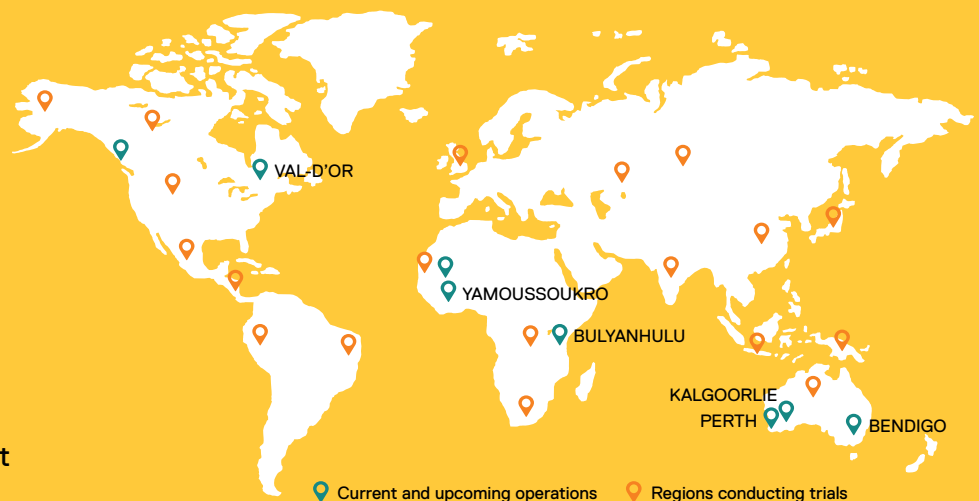 VAL-D'OR
YAMOUSSOUKRO
BULYANHULU
KALGOORLIE
PERTH
BENDIGO
t
Current and upcoming operations
Regions conducting trials